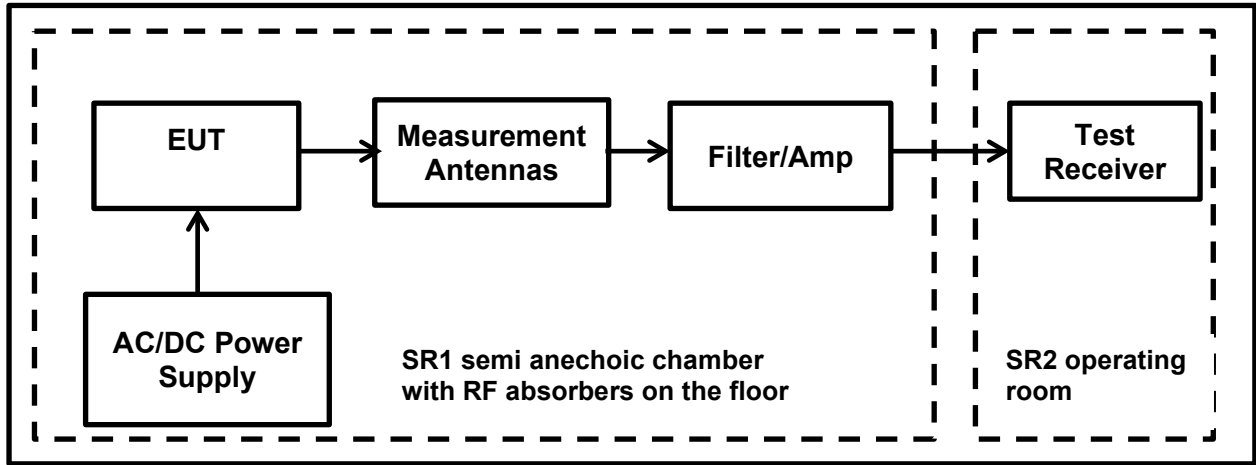 EUT
Measurement
Antennas
Filter/Amp
Test
Receiver
AC/DC Power
Supply
SR1 semi anechoic chamber
with RF absorbers on the floor
SR2 operating
room